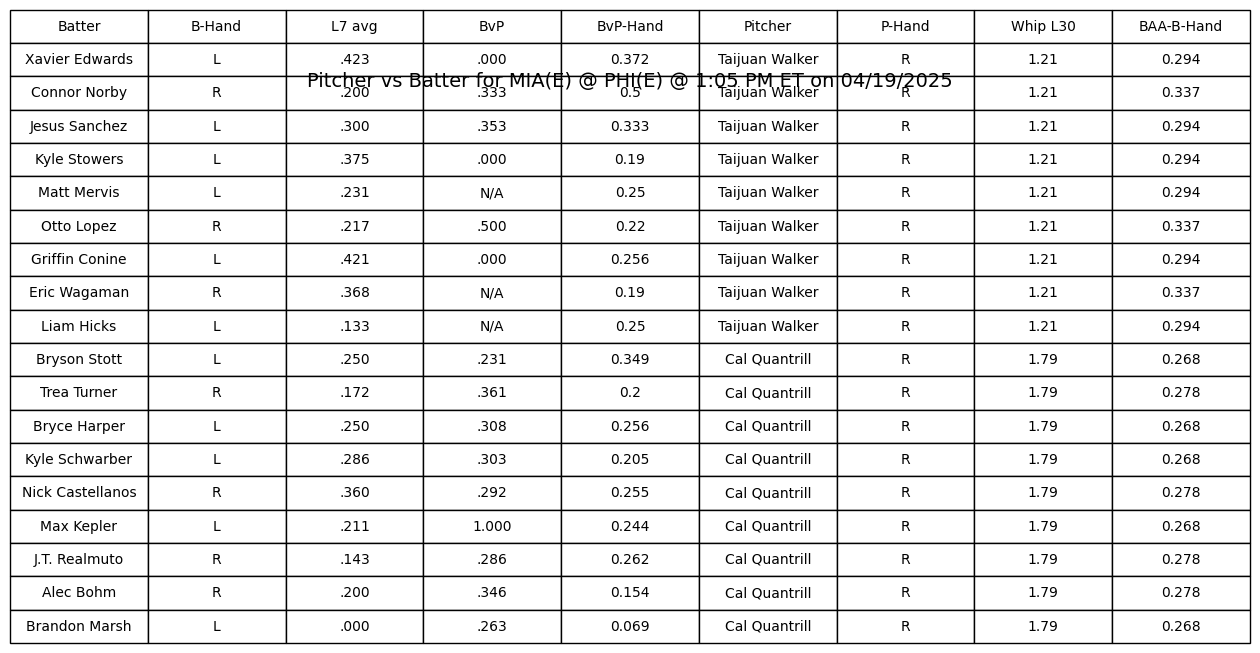 Batter B-Hand L7 avg BvP BvP-Hand Pitcher P-Hand Whip L30 BAA-B-Hand
Xavier Edwards L .423 .000 0.372 Taijuan Walker R 1.21 0.294
Pitcher vs Batter for MIA(E) @ PHI(E) @ 1:05 PM ET on 04/19/2025
Connor Norby R .200 .333 0.5 Taijuan Walker R 1.21 0.337
Jesus Sanchez L .300 .353 0.333 Taijuan Walker R 1.21 0.294
Kyle Stowers L .375 .000 0.19 Taijuan Walker R 1.21 0.294
Matt Mervis L .231 N/A 0.25 Taijuan Walker R 1.21 0.294
Otto Lopez R .217 .500 0.22 Taijuan Walker R 1.21 0.337
Griffin Conine L .421 .000 0.256 Taijuan Walker R 1.21 0.294
Eric Wagaman R .368 N/A 0.19 Taijuan Walker R 1.21 0.337
Liam Hicks L .133 N/A 0.25 Taijuan Walker R 1.21 0.294
Bryson Stott L .250 .231 0.349 Cal Quantrill R 1.79 0.268
Trea Turner R .172 .361 0.2 Cal Quantrill R 1.79 0.278
Bryce Harper L .250 .308 0.256 Cal Quantrill R 1.79 0.268
Kyle Schwarber L .286 .303 0.205 Cal Quantrill R 1.79 0.268
Nick Castellanos R .360 .292 0.255 Cal Quantrill R 1.79 0.278
Max Kepler L .211 1.000 0.244 Cal Quantrill R 1.79 0.268
J.T. Realmuto R .143 .286 0.262 Cal Quantrill R 1.79 0.278
Alec Bohm R .200 .346 0.154 Cal Quantrill R 1.79 0.278
Brandon Marsh L .000 .263 0.069 Cal Quantrill R 1.79 0.268